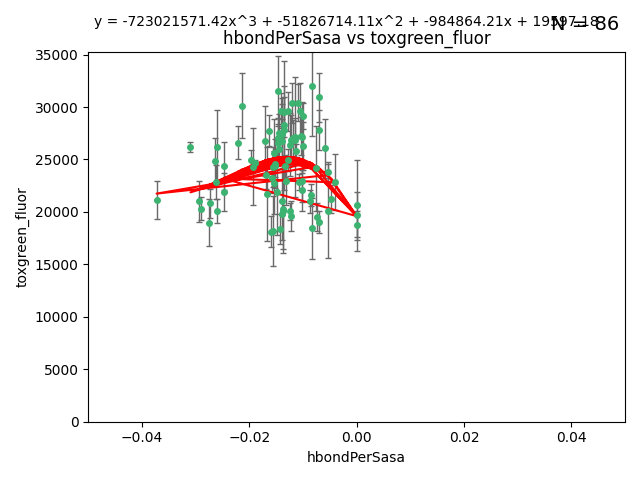 y = -723021571.42x^3 + -51826714.11x^2 + -984864.21x + 19597.18
N = 86
hbondPerSasa vs toxgreen_fluor
35000
30000
25000
20000
15000
10000
5000
0
toxgreen_fluor
−0.04
−0.02
0.00
0.02
0.04
hbondPerSasa